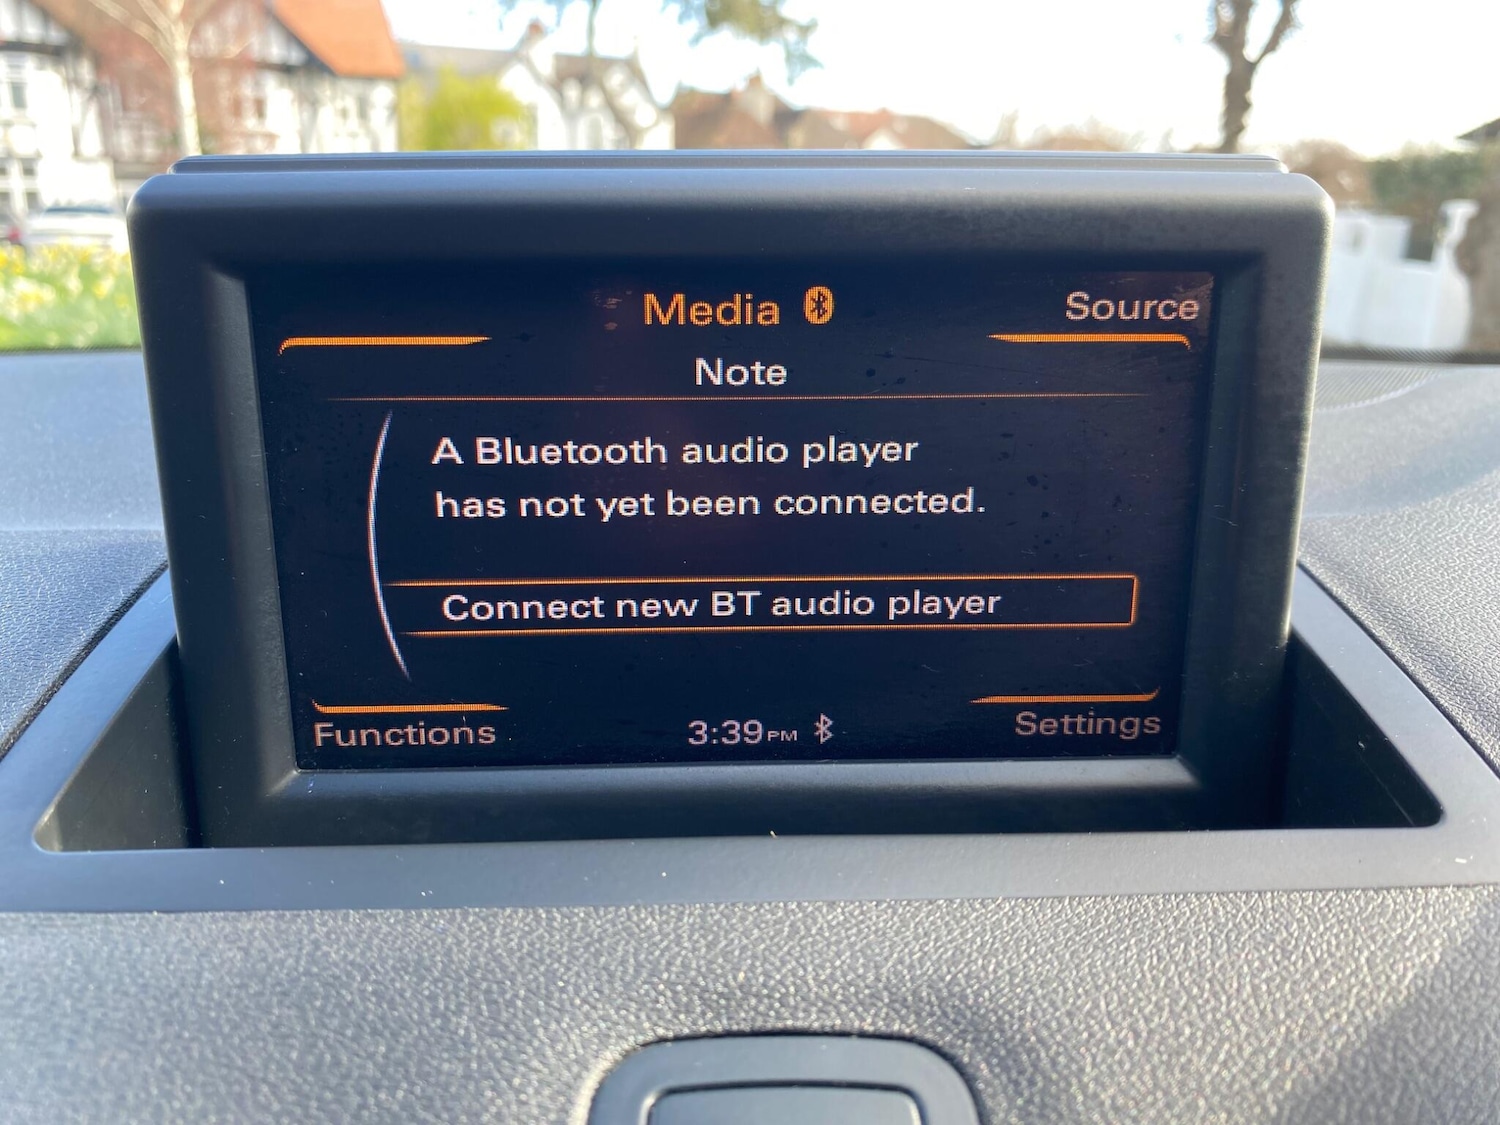 Media
Source
Note
A Bluetooth audio player
has not yet been connected.
Connect new BT audio player
Functions
3:39PM
Settings